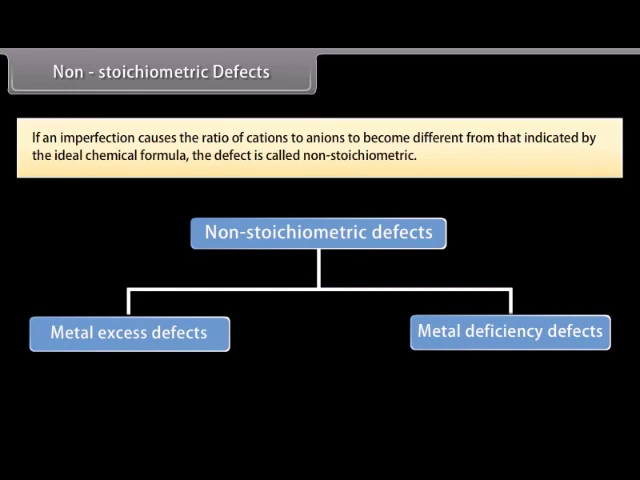 Non - stoichiometric Defects
If an imperfection causes the ratio of cations to anions to become different from that indicated by
the ideal chemical formula, the defect is called non-stoichiometric.
Non-stoichiometric defects
Metal excess defects
Metal deficiency defects